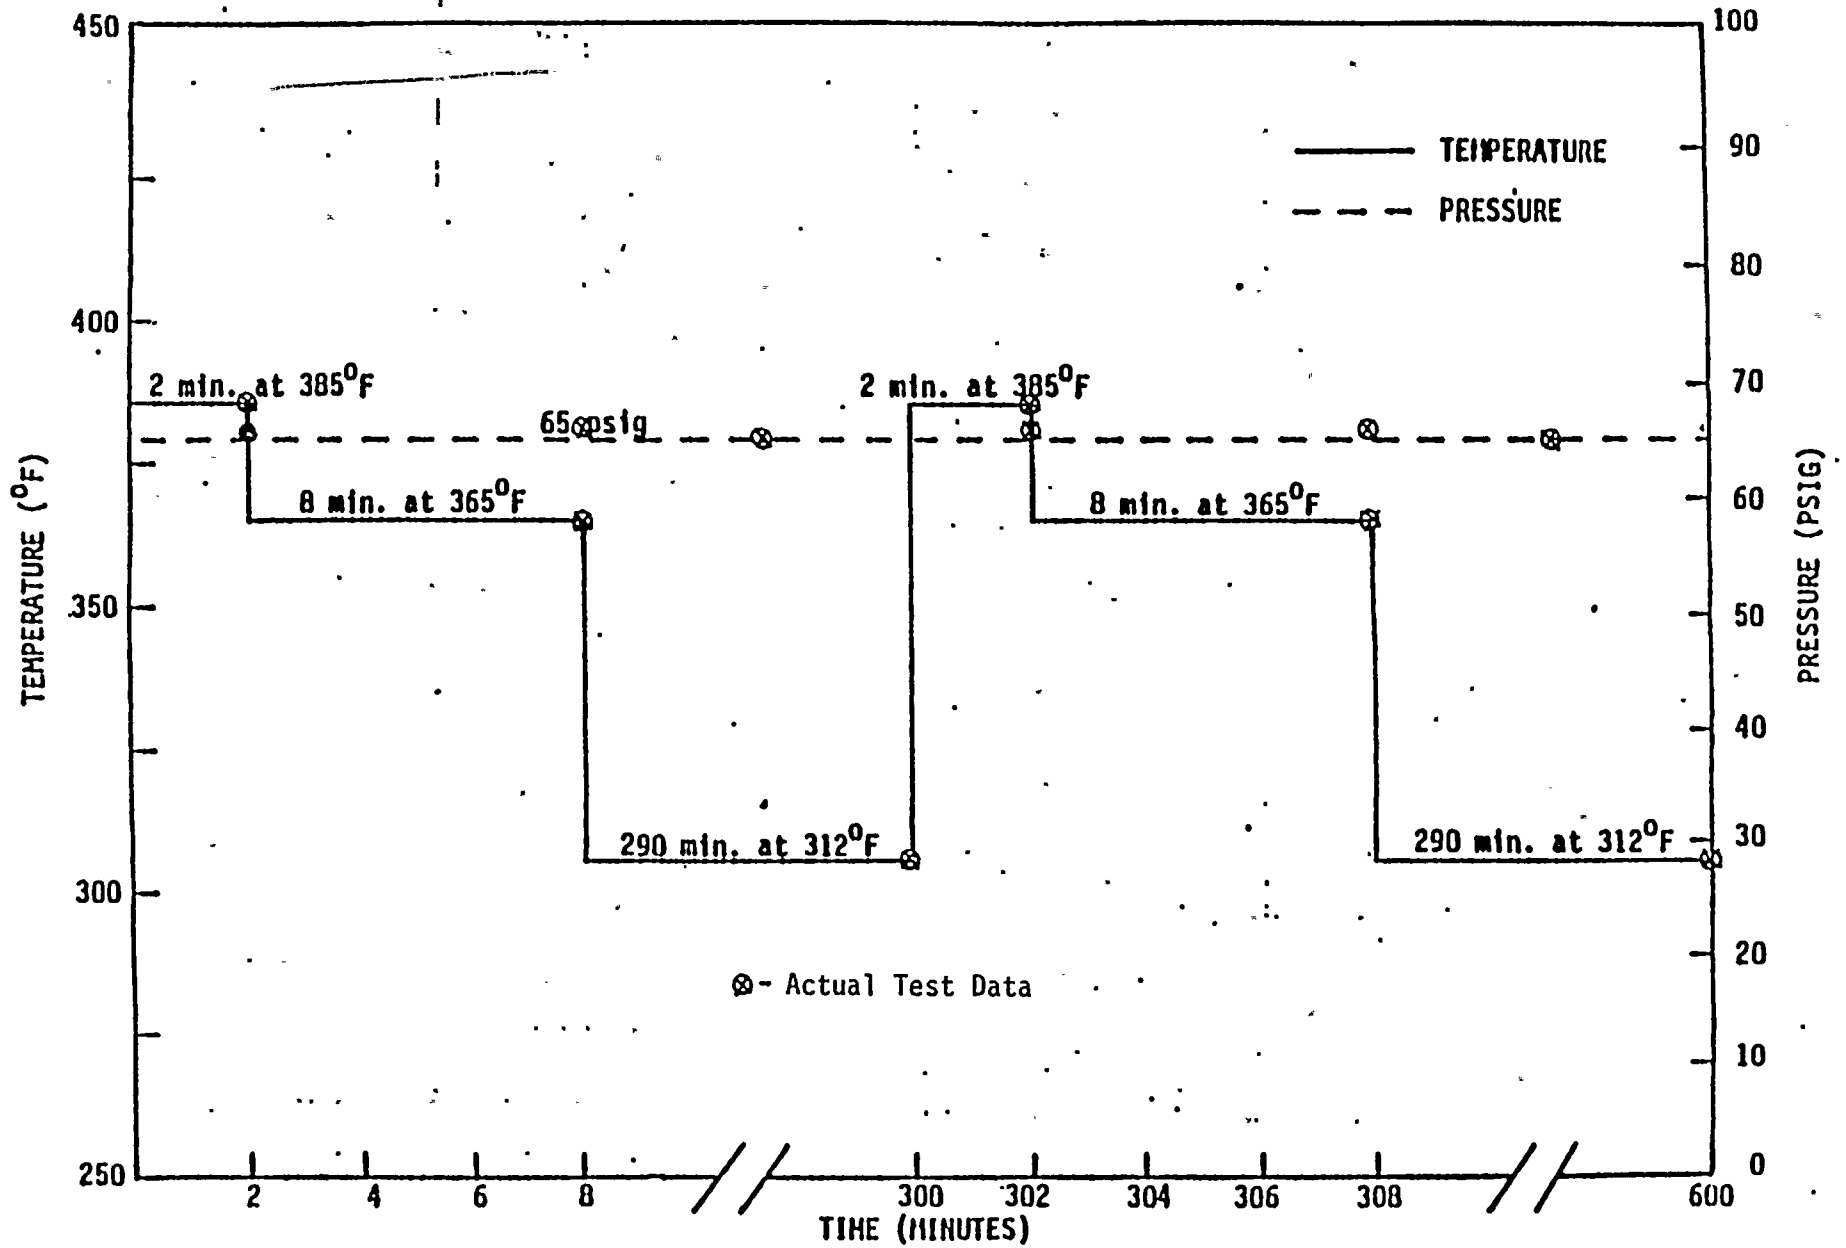 450
100
TEMPERATURE
90
PRESSURE
80
400
2 min. at 385°F
2 min. at 385°F
70
65 psig
8 min. at 365°F
8 min. at 365°F
60
TEMPERATURE (°F)
PRESSURE (PSIG)
350
50
40
290 min. at 312°F
290 min. at 312°F
30
300
20
⊗- Actual Test Data
10
250
0
2 4 6 8 300 302 304 306 308 600
TIME (MINUTES)